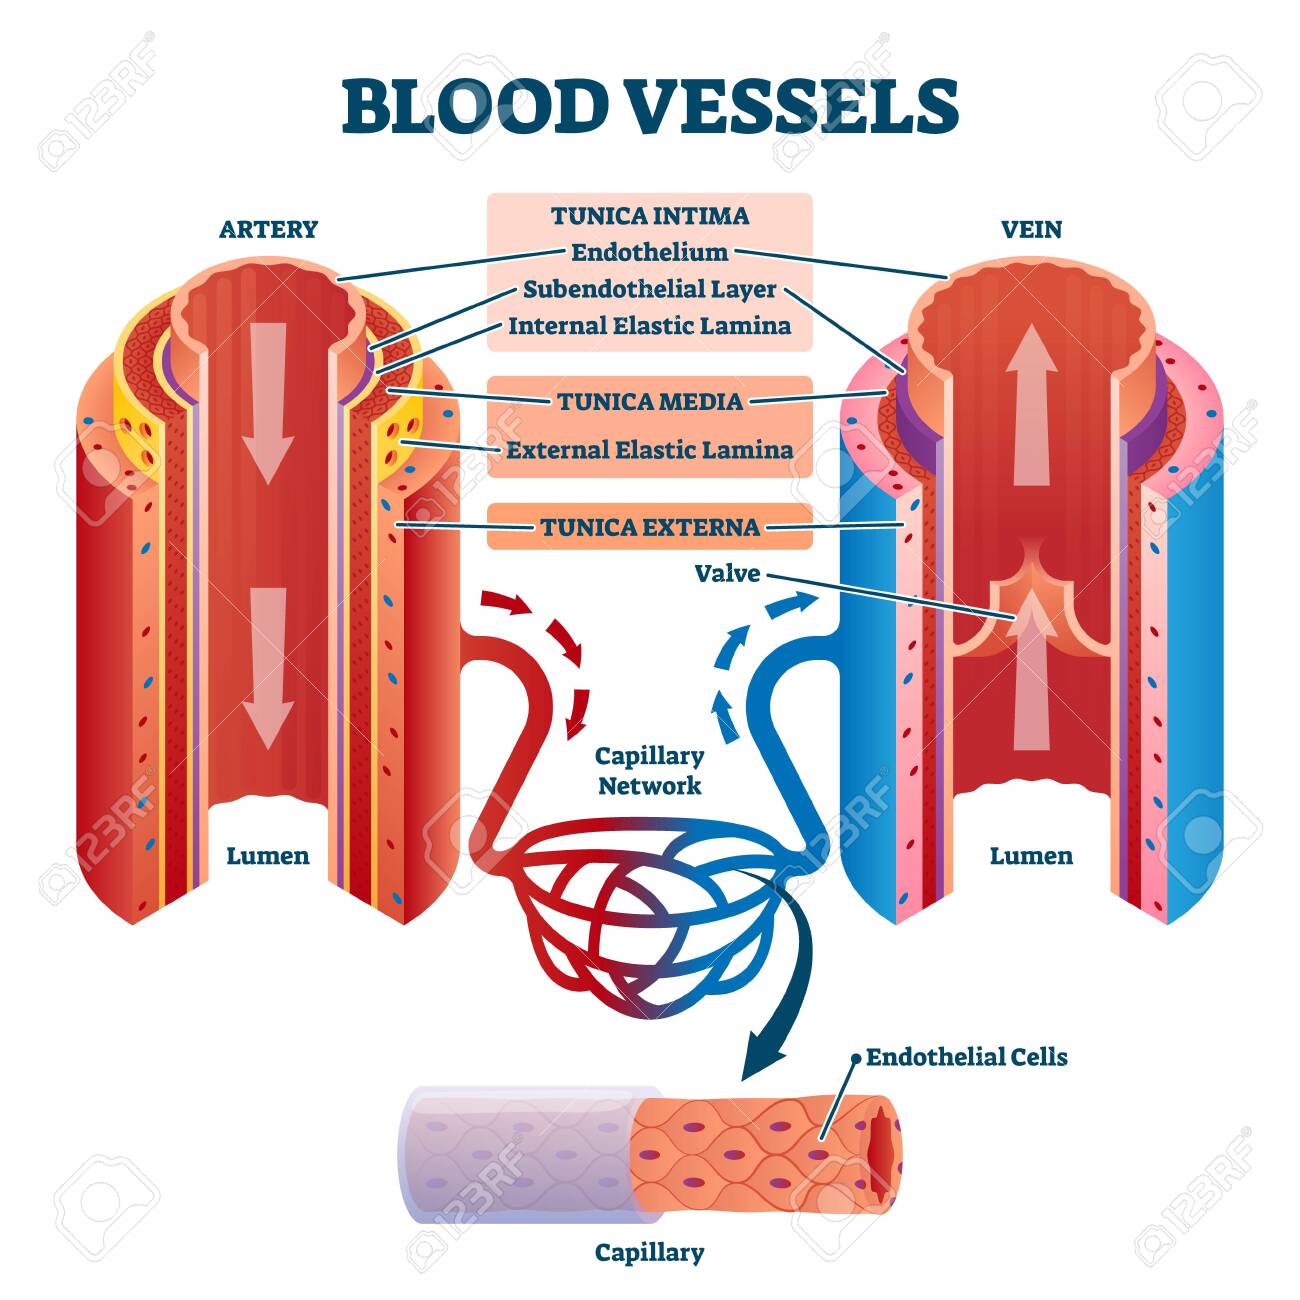 BLOOD VESSELS
ARTERY
TUNICA INTIMA
Endothelium
Subendothelial Layer
Internal Elastic Lamina
TUNICA MEDIA
External Elastic Lamina
TUNICA EXTERNA
VEIN
Valve
Capillary
Network
Lumen
Lumen
Endothelial Cells
Capillary
123RF